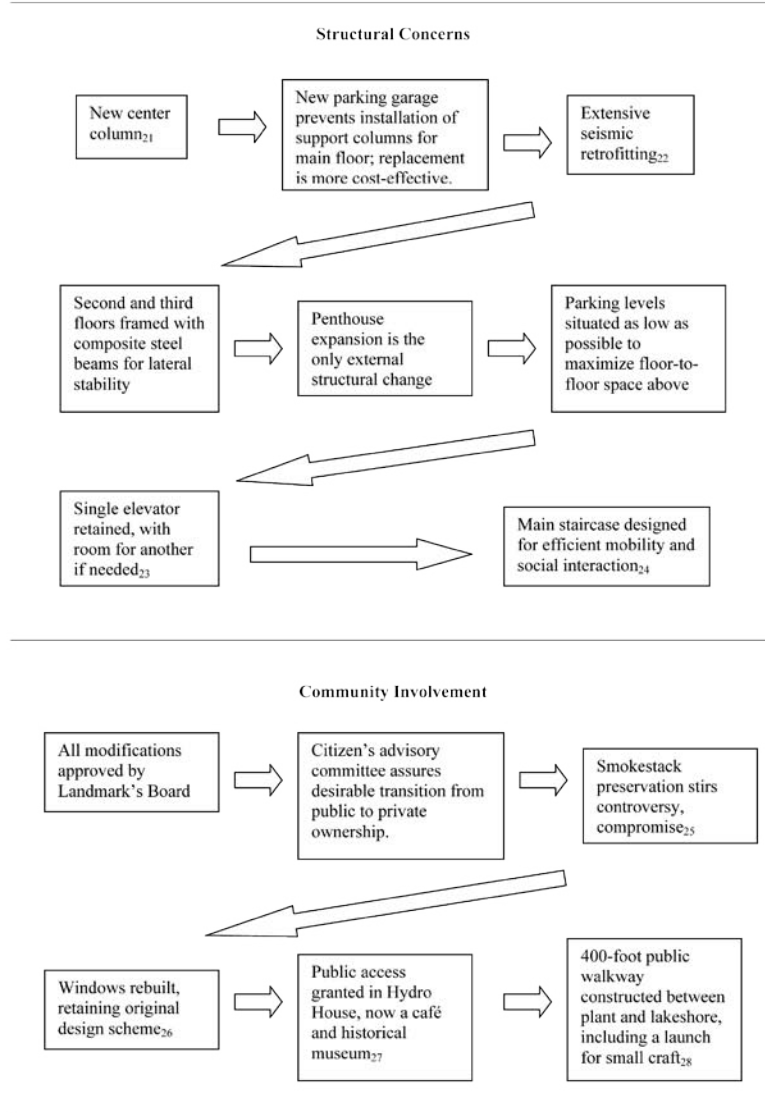 Structural Concerns
New center
column21
New parking garage
prevents installation of
support columns for
main floor; replacement
is more cost-effective.
Extensive
seismic
retrofitting22
Second and third
floors framed with
composite steel
beams for lateral
stability
Penthouse
expansion is the
only external
structural change
Parking levels
situated as low as
possible to
maximize floor-to-
floor space above
Single elevator
retained, with
room for another
if needed23
Main staircase designed
for efficient mobility and
social interaction24
Community Involvement
All modifications
approved by
Landmark’s Board
Citizen’s advisory
committee assures
desirable transition from
public to private
ownership.
Smokestack
preservation stirs
controversy,
compromise25
Windows rebuilt,
retaining original
design scheme26
Public access
granted in Hydro
House, now a café
and historical
museum27
400-foot public
walkway
constructed between
plant and lakeshore,
including a launch
for small craft28